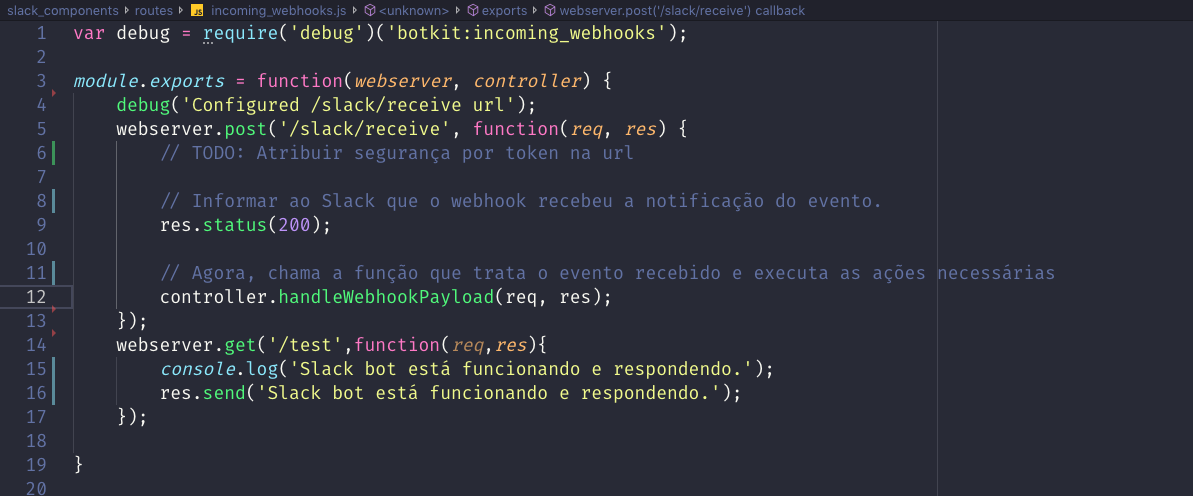 slack_components routes JS incoming_webhooks.js <unknown> exports webserver.post('/slack/receive') callback
1 var debug = require('debug')('botkit:incoming_webhooks');
2
3 module.exports = function(webserver, controller) {
4 debug('Configured /slack/receive url');
5 webserver.post('/slack/receive', function(req, res) {
6 // TODO: Atribuir segurança por token na url
7
8 // Informar ao Slack que o webhook recebeu a notificação do evento.
9 res.status(200);
10
11 // Agora, chama a função que trata o evento recebido e executa as ações necessárias
12 controller.handleWebhookPayload(req, res);
13 });
14 webserver.get('/test',function(req,res){
15 console.log('Slack bot está funcionando e respondendo.');
16 res.send('Slack bot está funcionando e respondendo.');
17 });
18
19 }
20